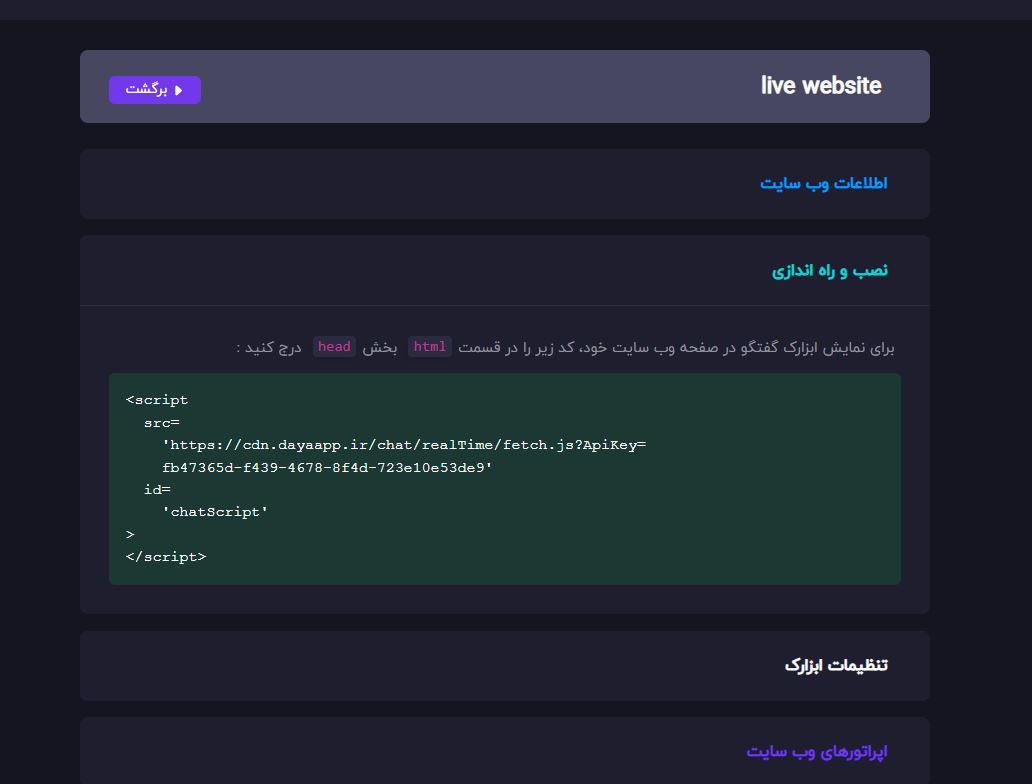 live website
برگشت
اطلاعات وب سایت
نصب و راه اندازی
برای نمایش ابزارک گفتگو در صفحه وب سایت خود، کد زیر را در قسمت html بخش head درج کنید :
<script
src=
'https://cdn.dayaapp.ir/chat/realTime/fetch.js?ApiKey=
fb47365d-f439-4678-8f4d-723e10e53de9'
id=
'chatScript'
>
</script>
تنظیمات ابزارک
اپراتورهای وب سایت